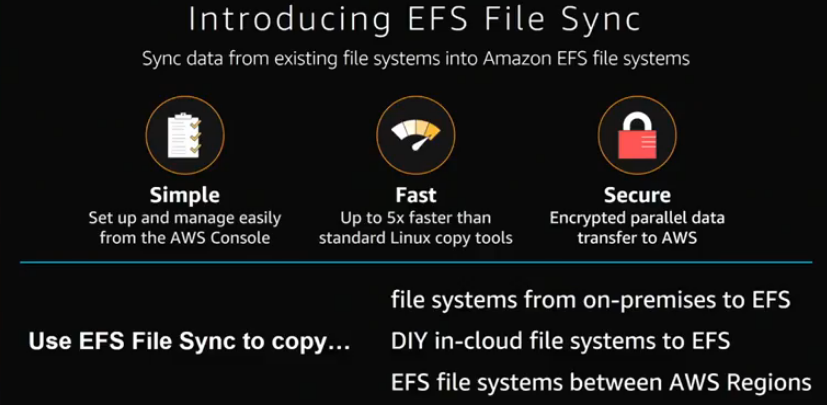 Introducing EFS File Sync
Sync data from existing file systems into Amazon EFS file systems
Simple
Set up and manage easily
from the AWS Console
Fast
Up to 5x faster than
standard Linux copy tools
Secure
Encrypted parallel data
transfer to AWS
Use EFS File Sync to copy...
file systems from on-premises to EFS
DIY in-cloud file systems to EFS
EFS file systems between AWS Regions